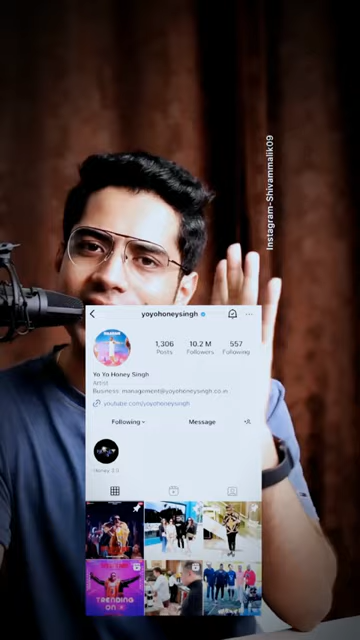 Instagram-Shivammalik09
yoyohoneysingh
1,306 10.2 M 557
Posts Followers Following
Yo Yo Honey Singh
Artist
Business: management@yoyohoneysingh.co.in
youtube.com/yoyohoneysingh
Following Message
Honey 3.0
TRENDING